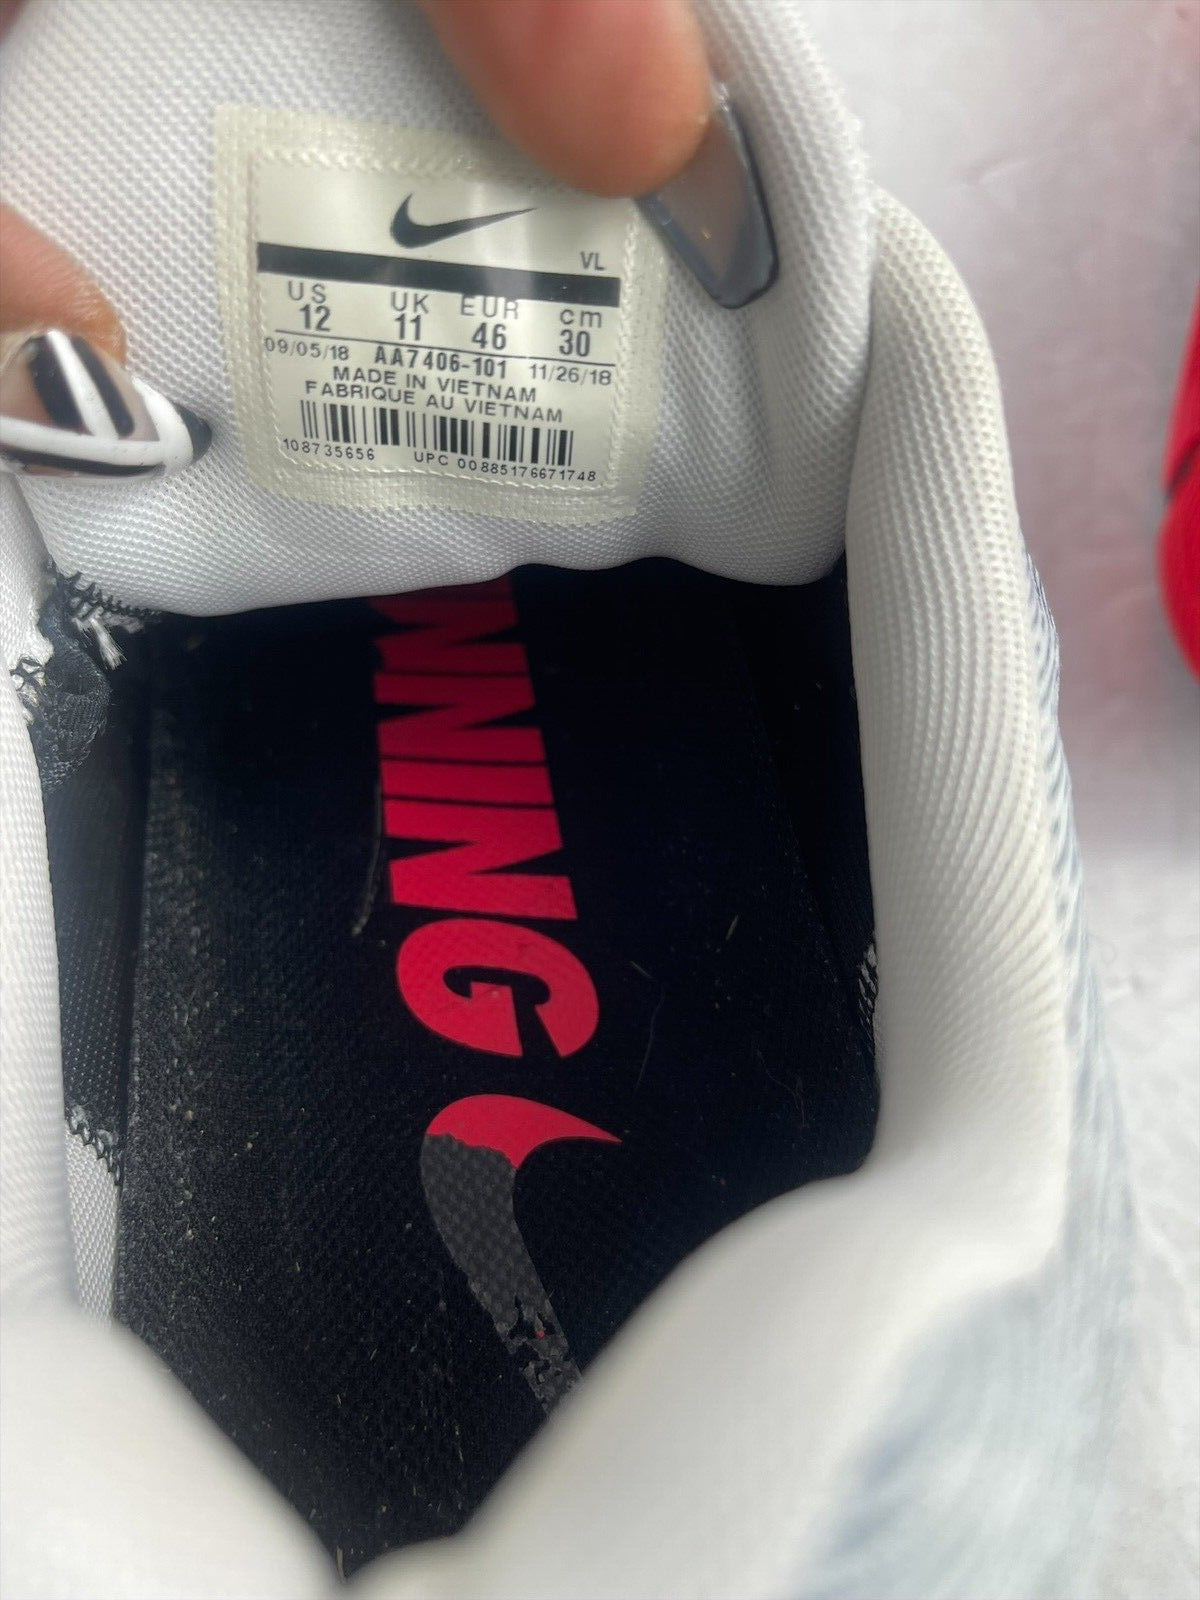 VL
US UK EUR cm
12 11 46 30
09/05/18 AA7406-101 11/26/18
MADE IN VIETNAM
FABRIQUE AU VIETNAM
108735656 UPC 00885176671748
NNING